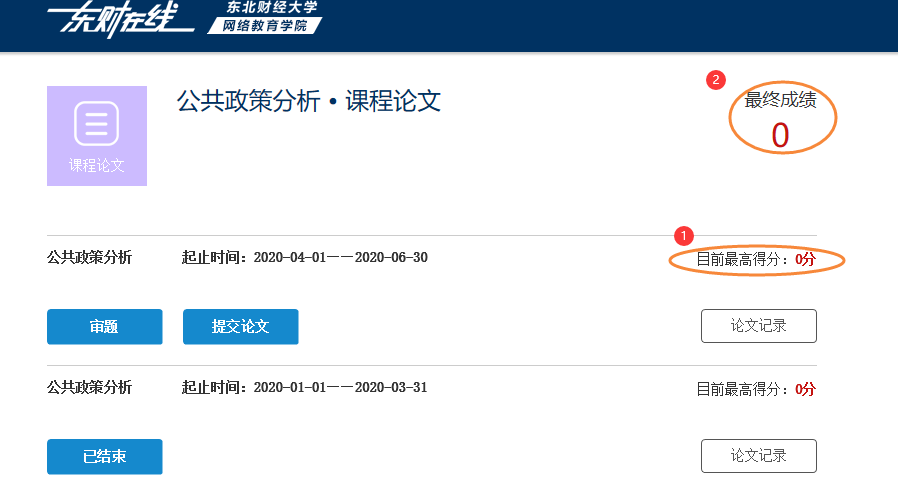 东财在线
东北财经大学
网络教育学院
课程论文
公共政策分析·课程论文
2
最终成绩
0
1
公共政策分析 起止时间：2020-04-01——2020-06-30 目前最高得分：0分
审题 提交论文 论文记录
公共政策分析 起止时间：2020-01-01——2020-03-31 目前最高得分：0分
已结束 论文记录